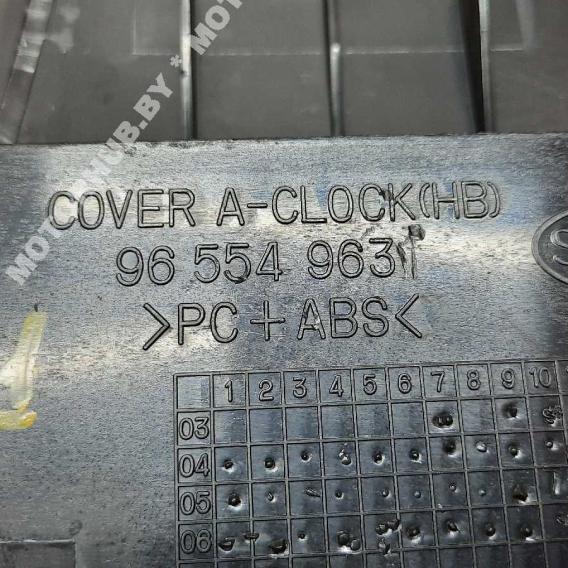 MOTORHUB.BY * MOT
COVER A-CLOCK(HB)
96 554 963
>PC+ABS<
1 2 3 4 5 6 7 8 9 10
03
04
05
06